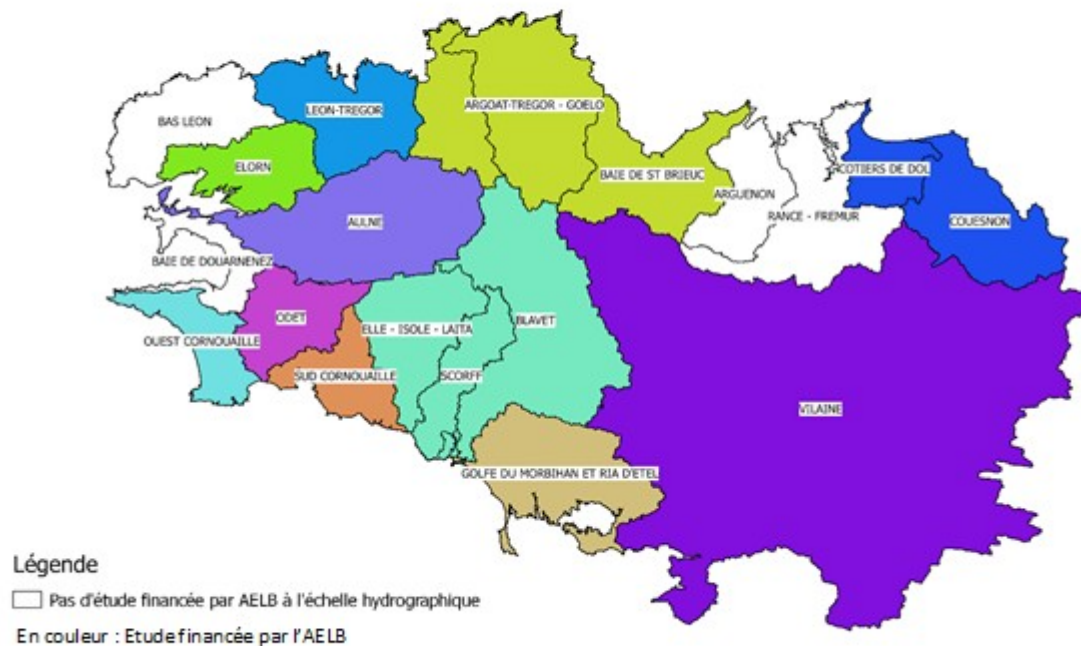 LEON-TREGOR
ARGOAT-TREGOR - GOELO
BAS LEON
ELORN
BAIE DE ST BRIEUC
COTIERS DE DOL
ARGUENON
RANCE - FREMUR
AULNE
COUESNON
BAIE DE DOUARNENEZ
ODET
BLAVET
ELLE - ISOLE - LAITA
OUEST CORNOUAILLE
SUD CORNOUAILLE
SCORFF
VILAINE
GOLFE DU MORBIHAN ET RIA D'ETEL
Légende
Pas d'étude financée par AELB à l'échelle hydrographique
En couleur : Etude financée par l'AELB